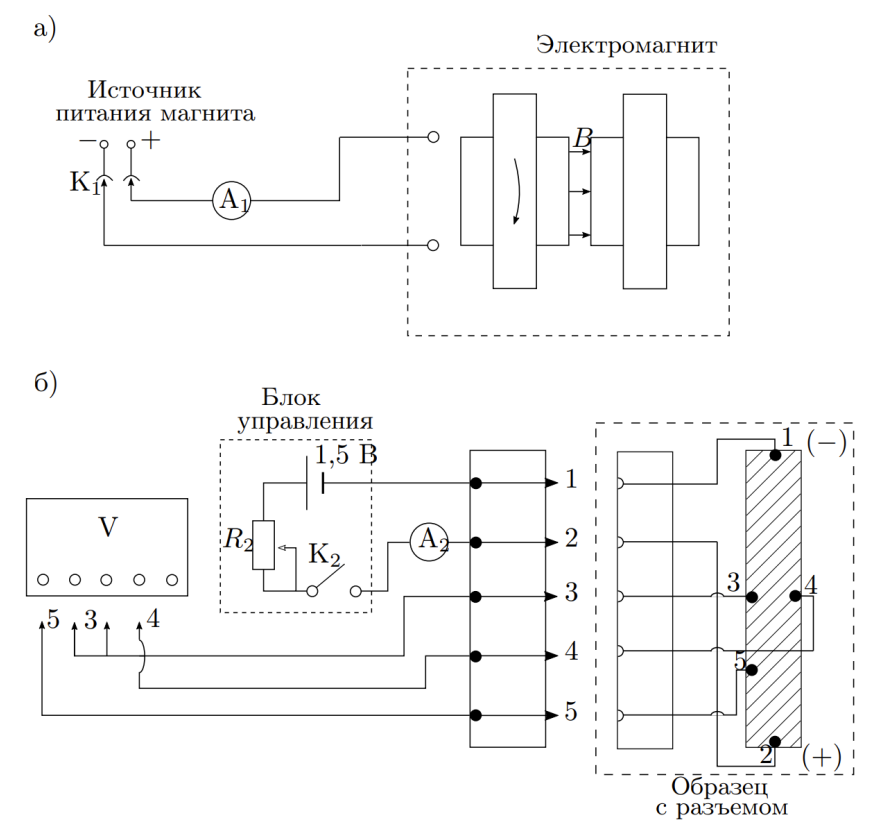 а)
Электромагнит
Источник
питания магнита
− +
K₁
A₁
B
б)
Блок
управления
1,5 В
V
R₂
K₂
A₂
5 3 4
1
2
3
4
5
1 (−)
3
4
5
2 (+)
Образец
с разъемом